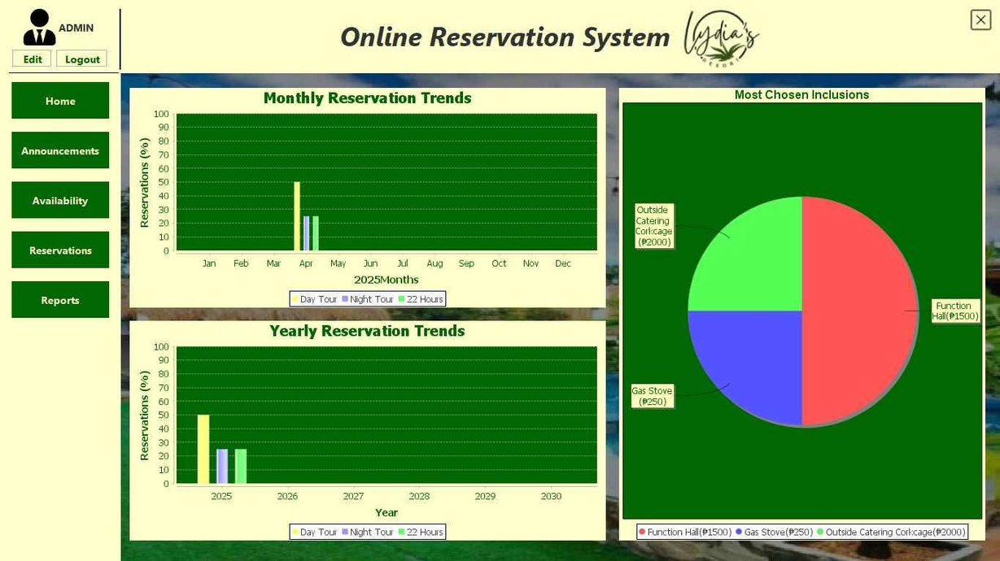 ADMIN
Edit
Logout
Online Reservation System
Lydia's
RESORT
Home
Announcements
Availability
Reservations
Reports
Monthly Reservation Trends
Reservations (%)
100
90
80
70
60
50
40
30
20
10
0
Jan Feb Mar Apr May Jun Jul Aug Sep Oct Nov Dec
2025Months
Day Tour Night Tour 22 Hours
Yearly Reservation Trends
Reservations (%)
100
90
80
70
60
50
40
30
20
10
0
2025 2026 2027 2028 2029 2030
Year
Day Tour Night Tour 22 Hours
Most Chosen Inclusions
Outside
Catering
Corkcage
(₱2000)
Function
Hall(₱1500)
Gas Stove
(₱250)
Function Hall(₱1500) Gas Stove(₱250) Outside Catering Corkcage(₱2000)